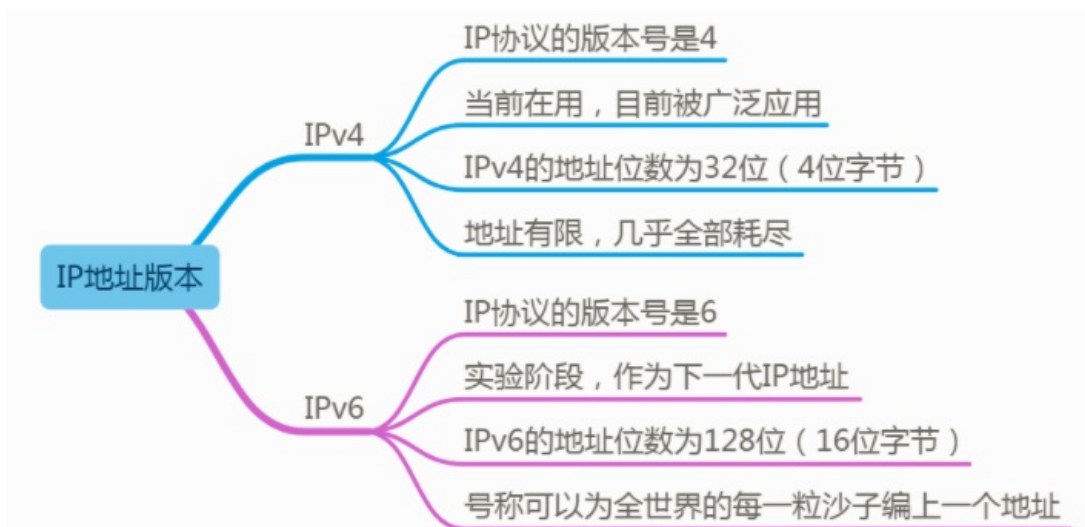 IP地址版本
IPv4
IP协议的版本号是4
当前在用，目前被广泛应用
IPv4的地址位数为32位（4位字节）
地址有限，几乎全部耗尽
IPv6
IP协议的版本号是6
实验阶段，作为下一代IP地址
IPv6的地址位数为128位（16位字节）
号称可以为全世界的每一粒沙子编上一个地址